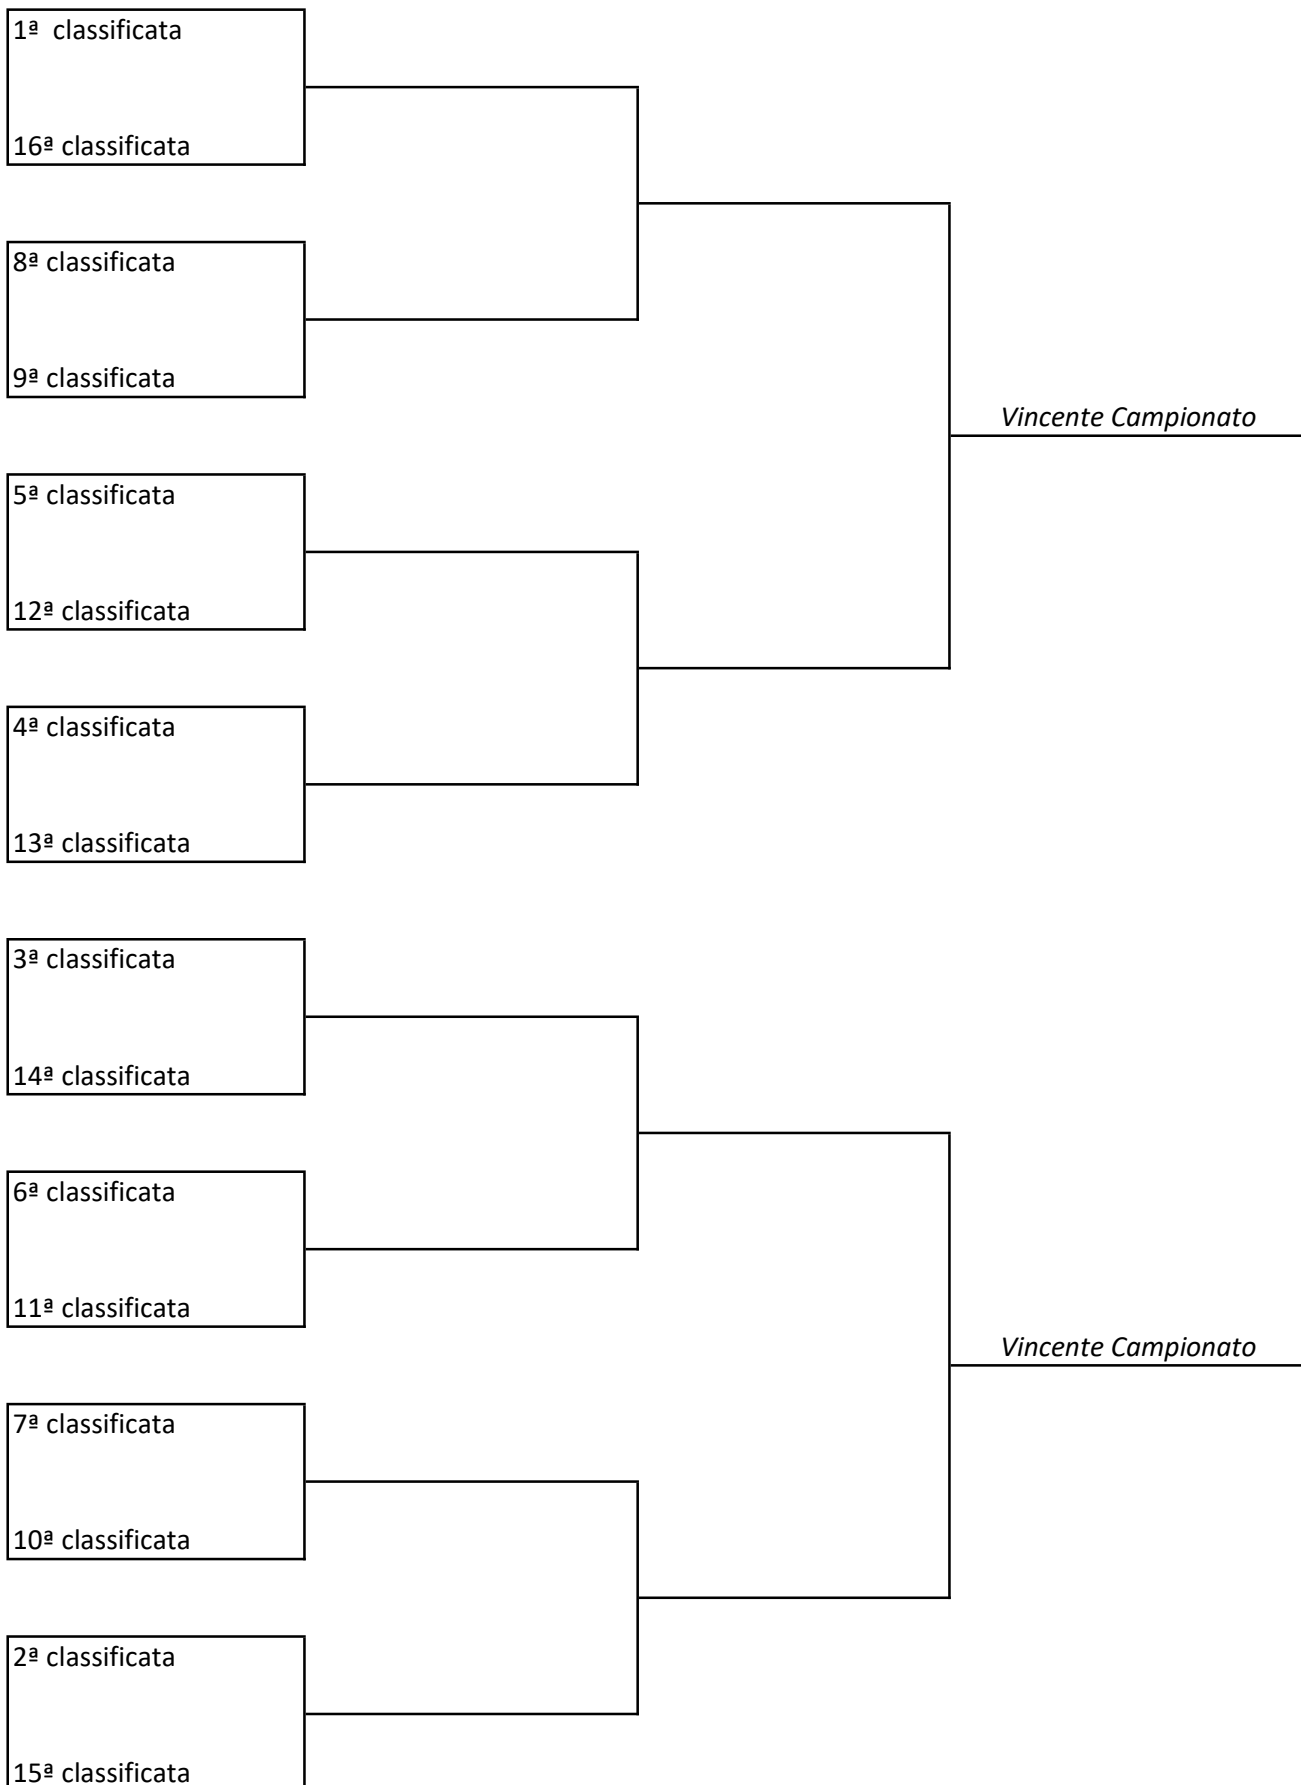 1ª  classificata
16ª classificata
8ª classificata
9ª classificata
Vincente Campionato
5ª classificata
12ª classificata
4ª classificata
13ª classificata
3ª classificata
14ª classificata
6ª classificata
11ª classificata
Vincente Campionato
7ª classificata
10ª classificata
2ª classificata
15ª classificata